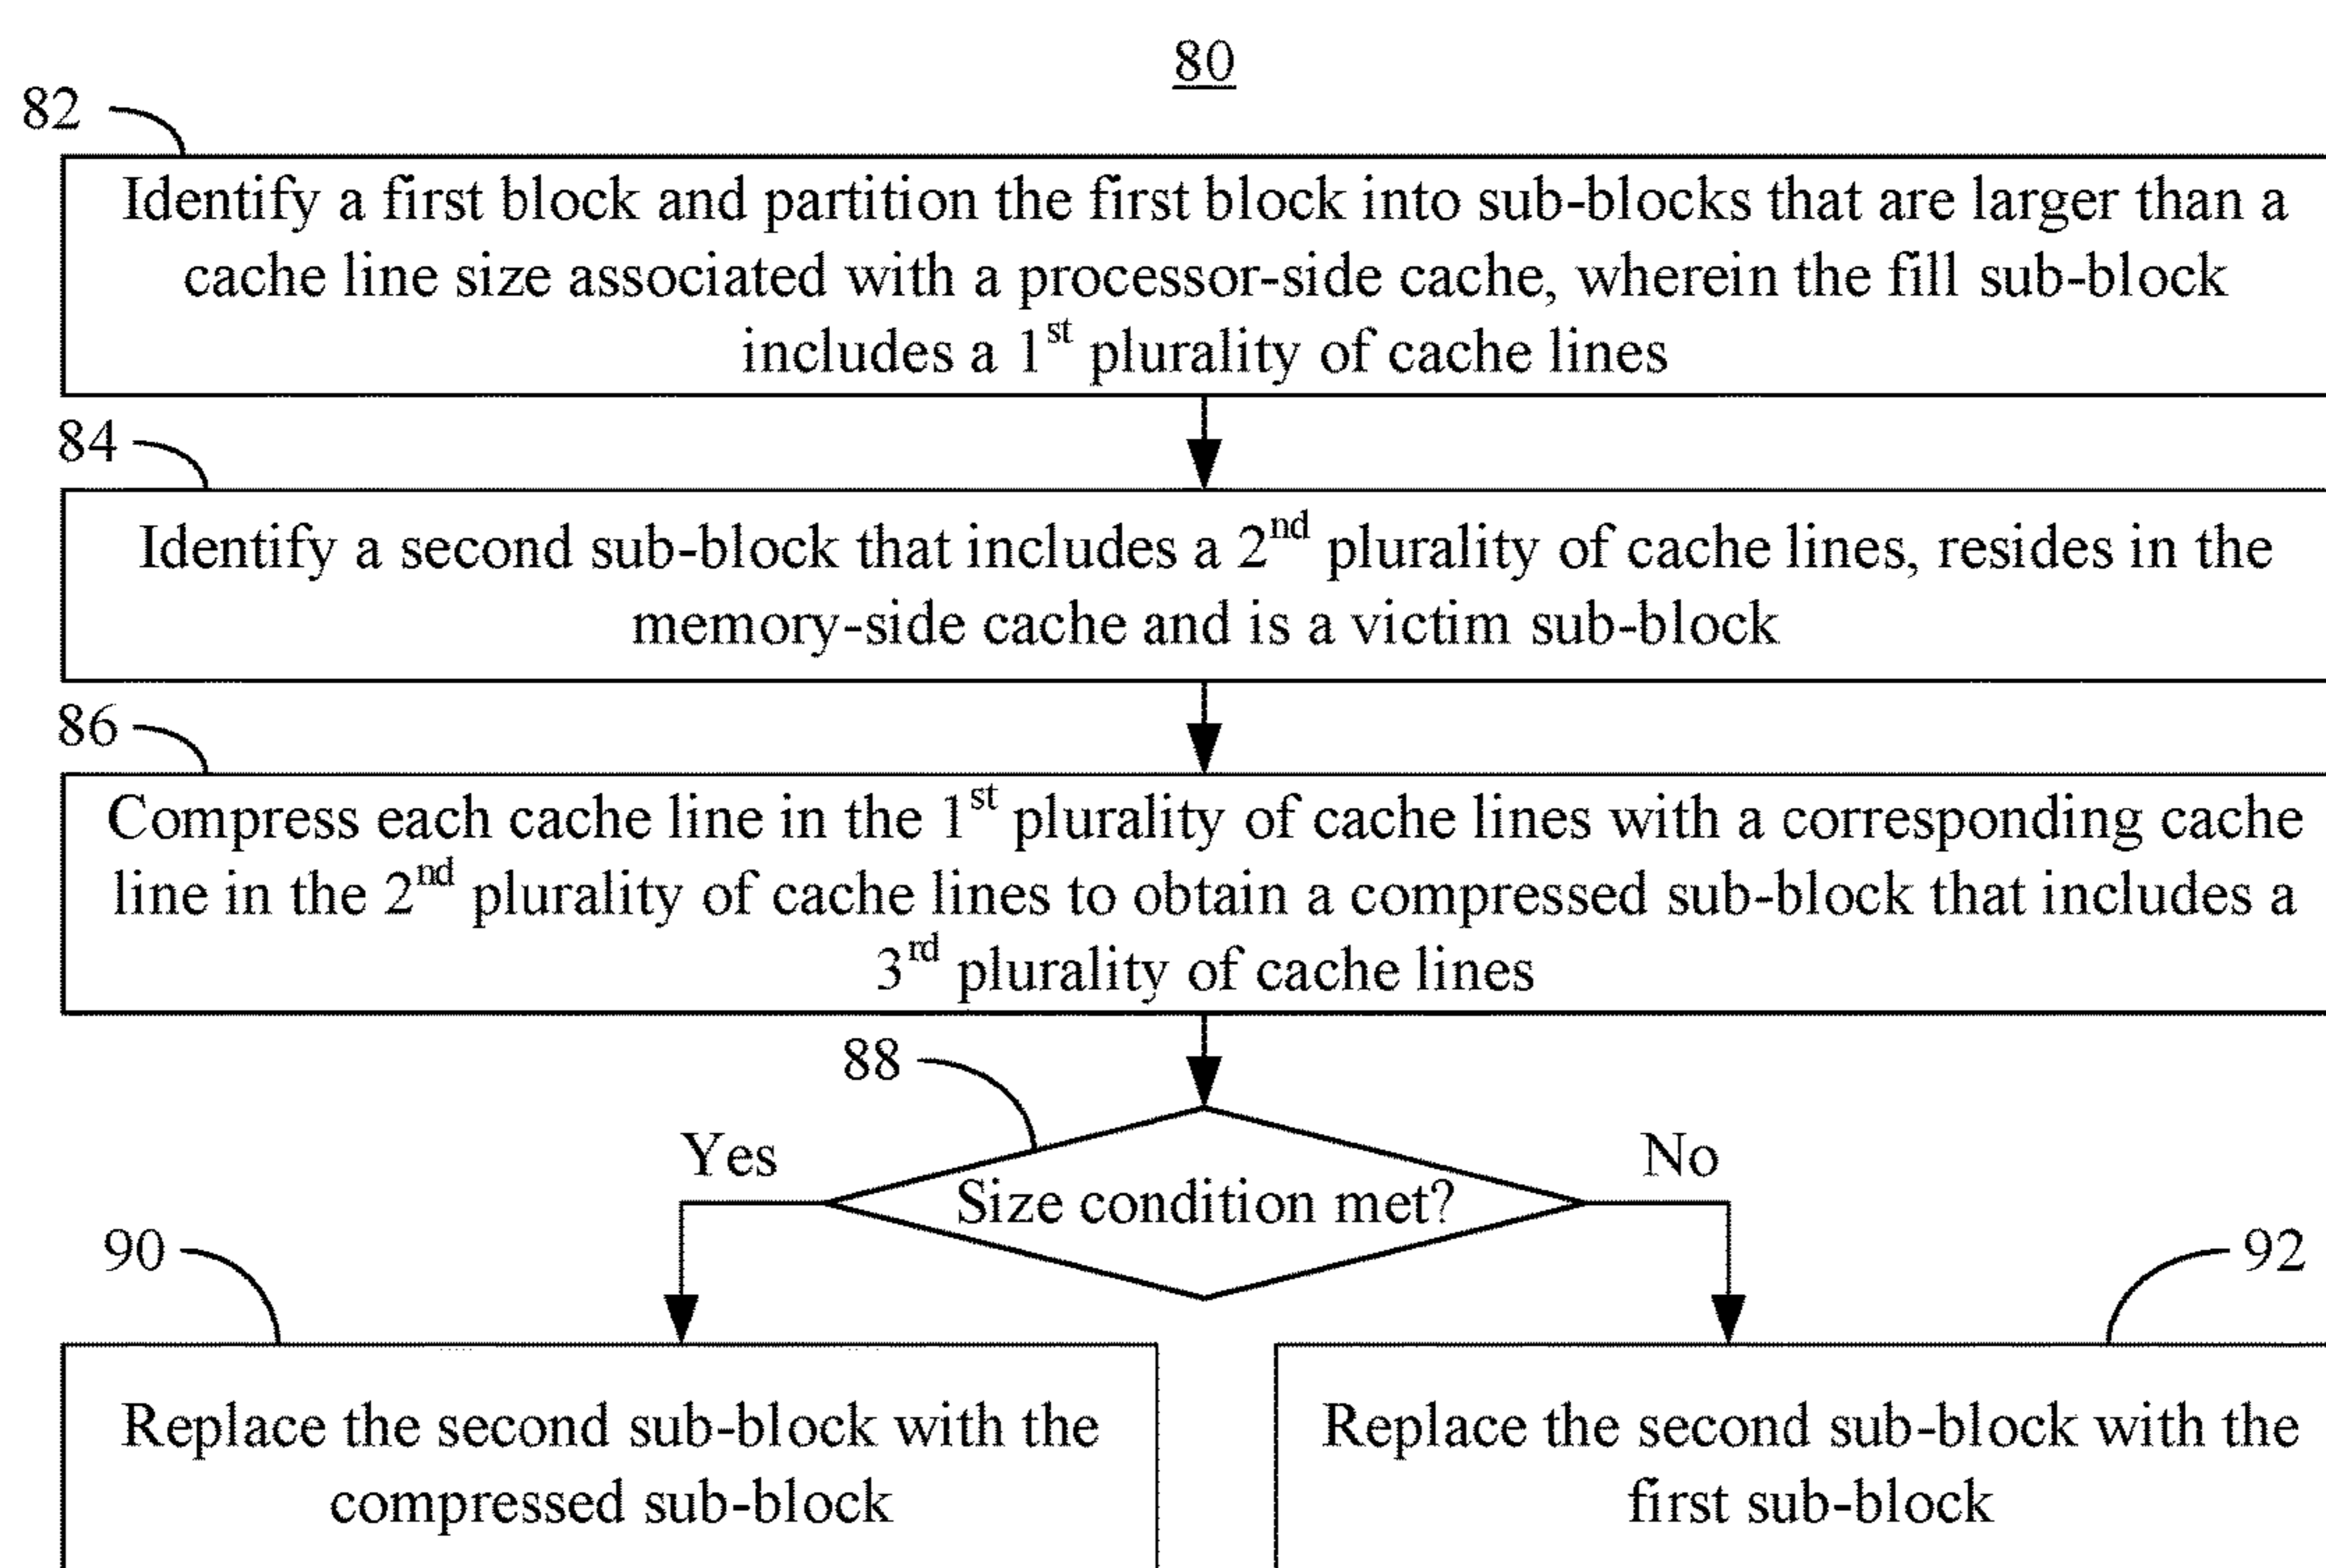 80
82
Identify a first block and partition the first block into sub-blocks that are larger than a
cache line size associated with a processor-side cache, wherein the fill sub-block
includes a 1st plurality of cache lines
84
Identify a second sub-block that includes a 2nd plurality of cache lines, resides in the
memory-side cache and is a victim sub-block
86
Compress each cache line in the 1st plurality of cache lines with a corresponding cache
line in the 2nd plurality of cache lines to obtain a compressed sub-block that includes a
3rd plurality of cache lines
88
Yes
No
Size condition met?
90
92
Replace the second sub-block with the
compressed sub-block
Replace the second sub-block with the
first sub-block